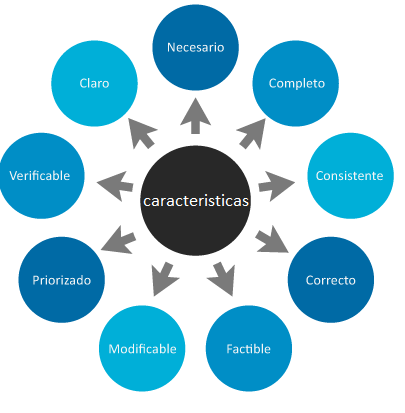 Necesario
Completo
Consistente
Correcto
Factible
Modificable
Priorizado
Verificable
Claro
caracteristicas